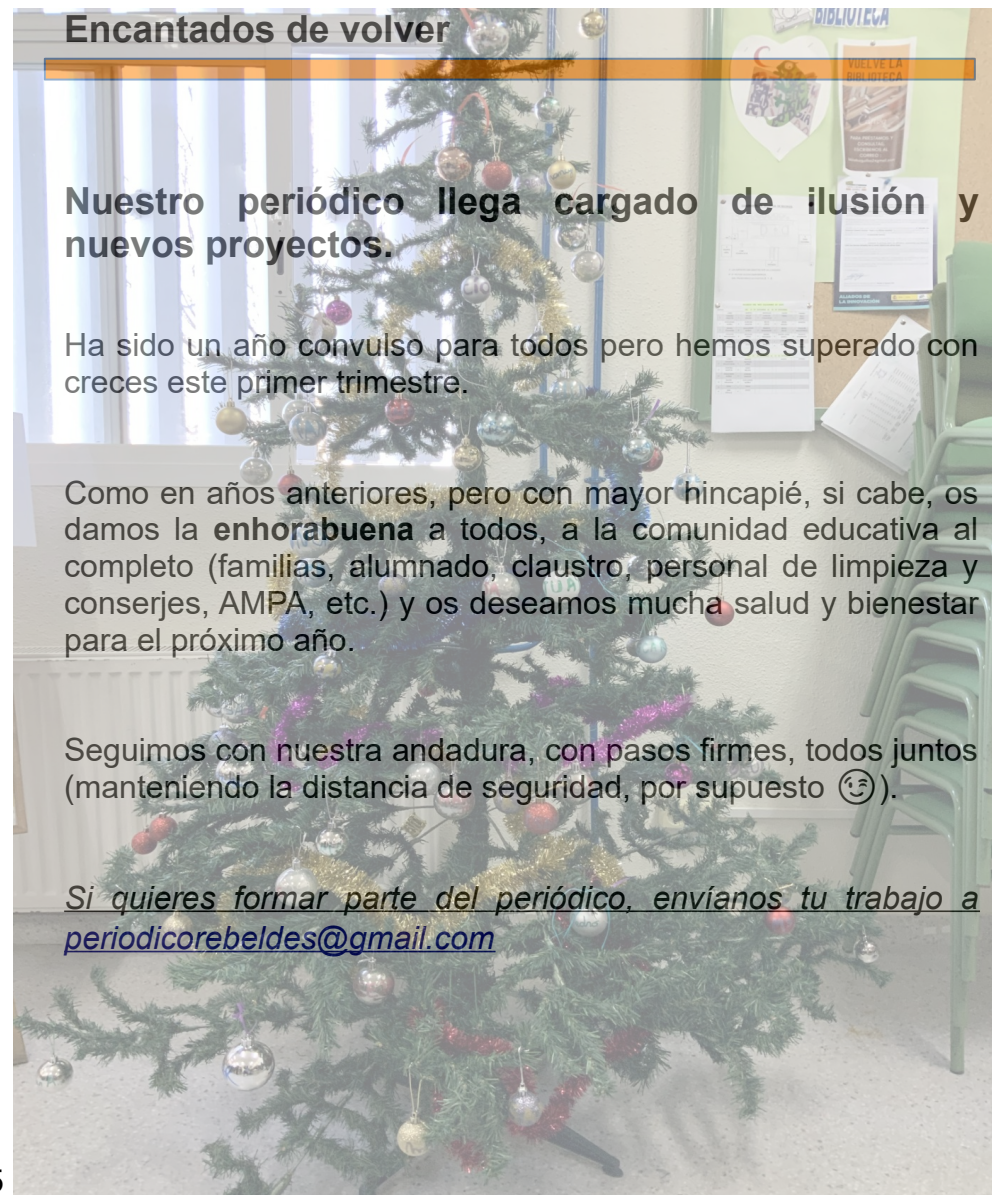 BIBLIOTECA
Encantados de volver
VUELVE LA
BIBLIOTECA
Nuestro periódico llega cargado de ilusión y
nuevos proyectos.
ALIADOS DE
LA INNOVACIÓN
Ha sido un año convulso para todos pero hemos superado con
creces este primer trimestre.
Como en años anteriores, pero con mayor hincapié, si cabe, os
damos la enhorabuena a todos, a la comunidad educativa al
completo (familias, alumnado, claustro, personal de limpieza y
conserjes, AMPA, etc.) y os deseamos mucha salud y bienestar
para el próximo año.
Seguimos con nuestra andadura, con pasos firmes, todos juntos
(manteniendo la distancia de seguridad, por supuesto 😏).
Si quieres formar parte del periódico, envíanos tu trabajo a
periodicorebeldes@gmail.com
5